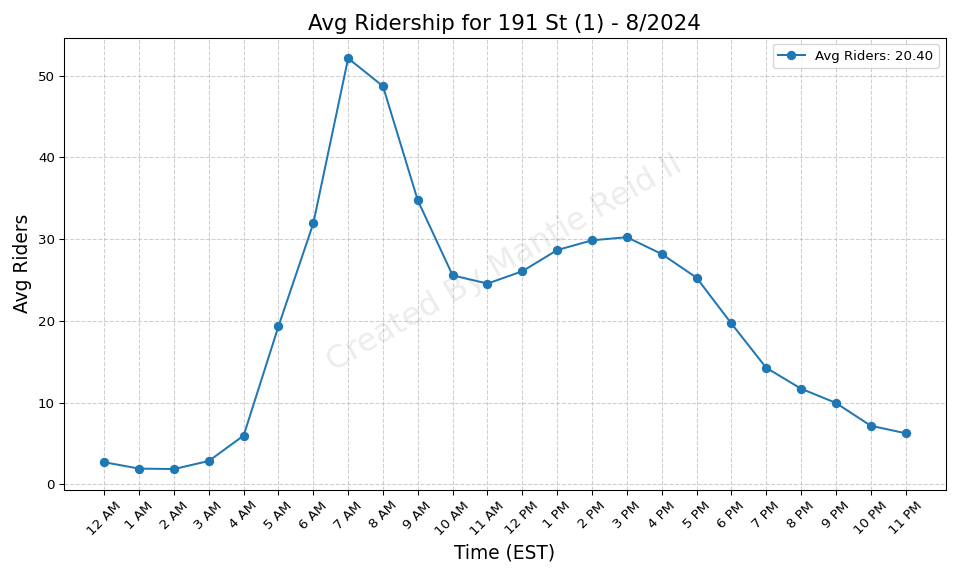 Avg Ridership for 191 St (1) - 8/2024
Avg Riders: 20.40
Avg Riders
50
40
30
20
10
0
Created By Mantie Reid II
12 AM
1 AM
2 AM
3 AM
4 AM
5 AM
6 AM
7 AM
8 AM
9 AM
10 AM
11 AM
12 PM
1 PM
2 PM
3 PM
4 PM
5 PM
6 PM
7 PM
8 PM
9 PM
10 PM
11 PM
Time (EST)